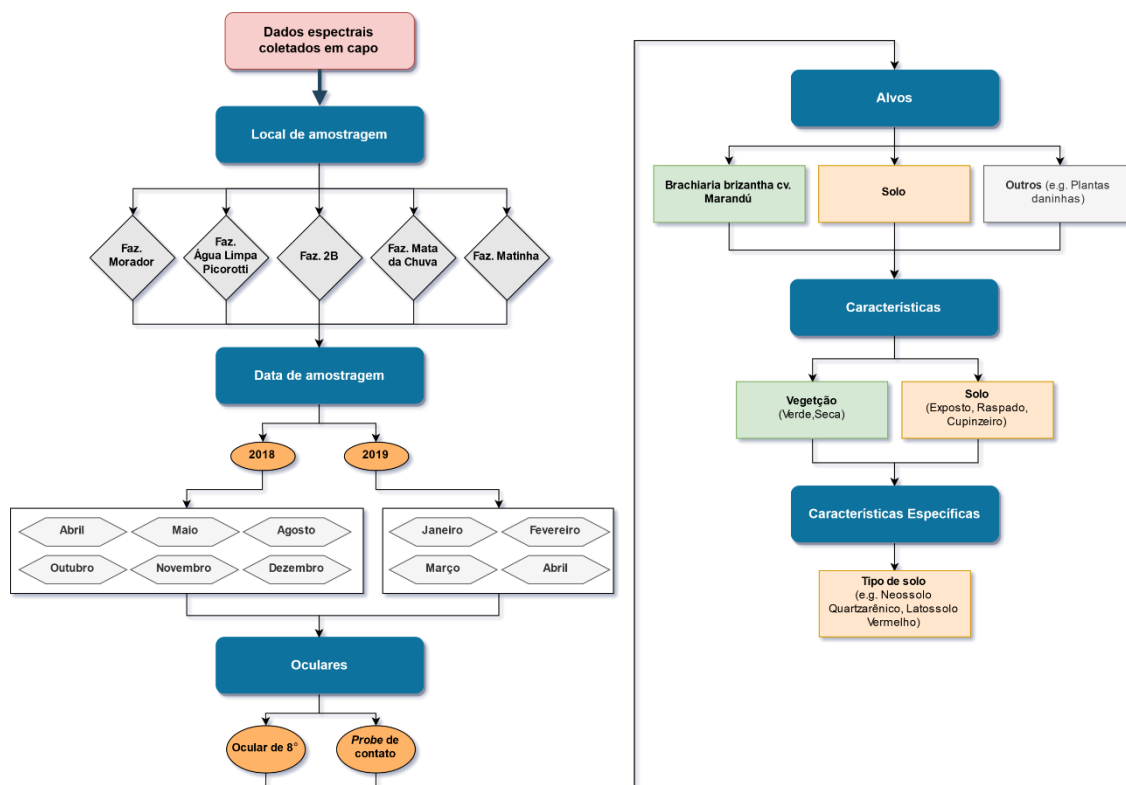 Dados espectrais
coletados em capo
Local de amostragem
Faz.
Morador
Faz.
Água Limpa
Picorotti
Faz. 2B
Faz. Mata
da Chuva
Faz. Matinha
Data de amostragem
2018
2019
Abril
Maio
Agosto
Outubro
Novembro
Dezembro
Janeiro
Fevereiro
Março
Abril
Oculares
Ocular de 8°
Probe de
contato
Alvos
Brachiaria brizantha cv.
Marandú
Solo
Outros (e.g. Plantas
daninhas)
Características
Vegetção
(Verde,Seca)
Solo
(Exposto, Raspado,
Cupinzeiro)
Características Específicas
Tipo de solo
(e.g. Neossolo
Quartzarênico, Latossolo
Vermelho)